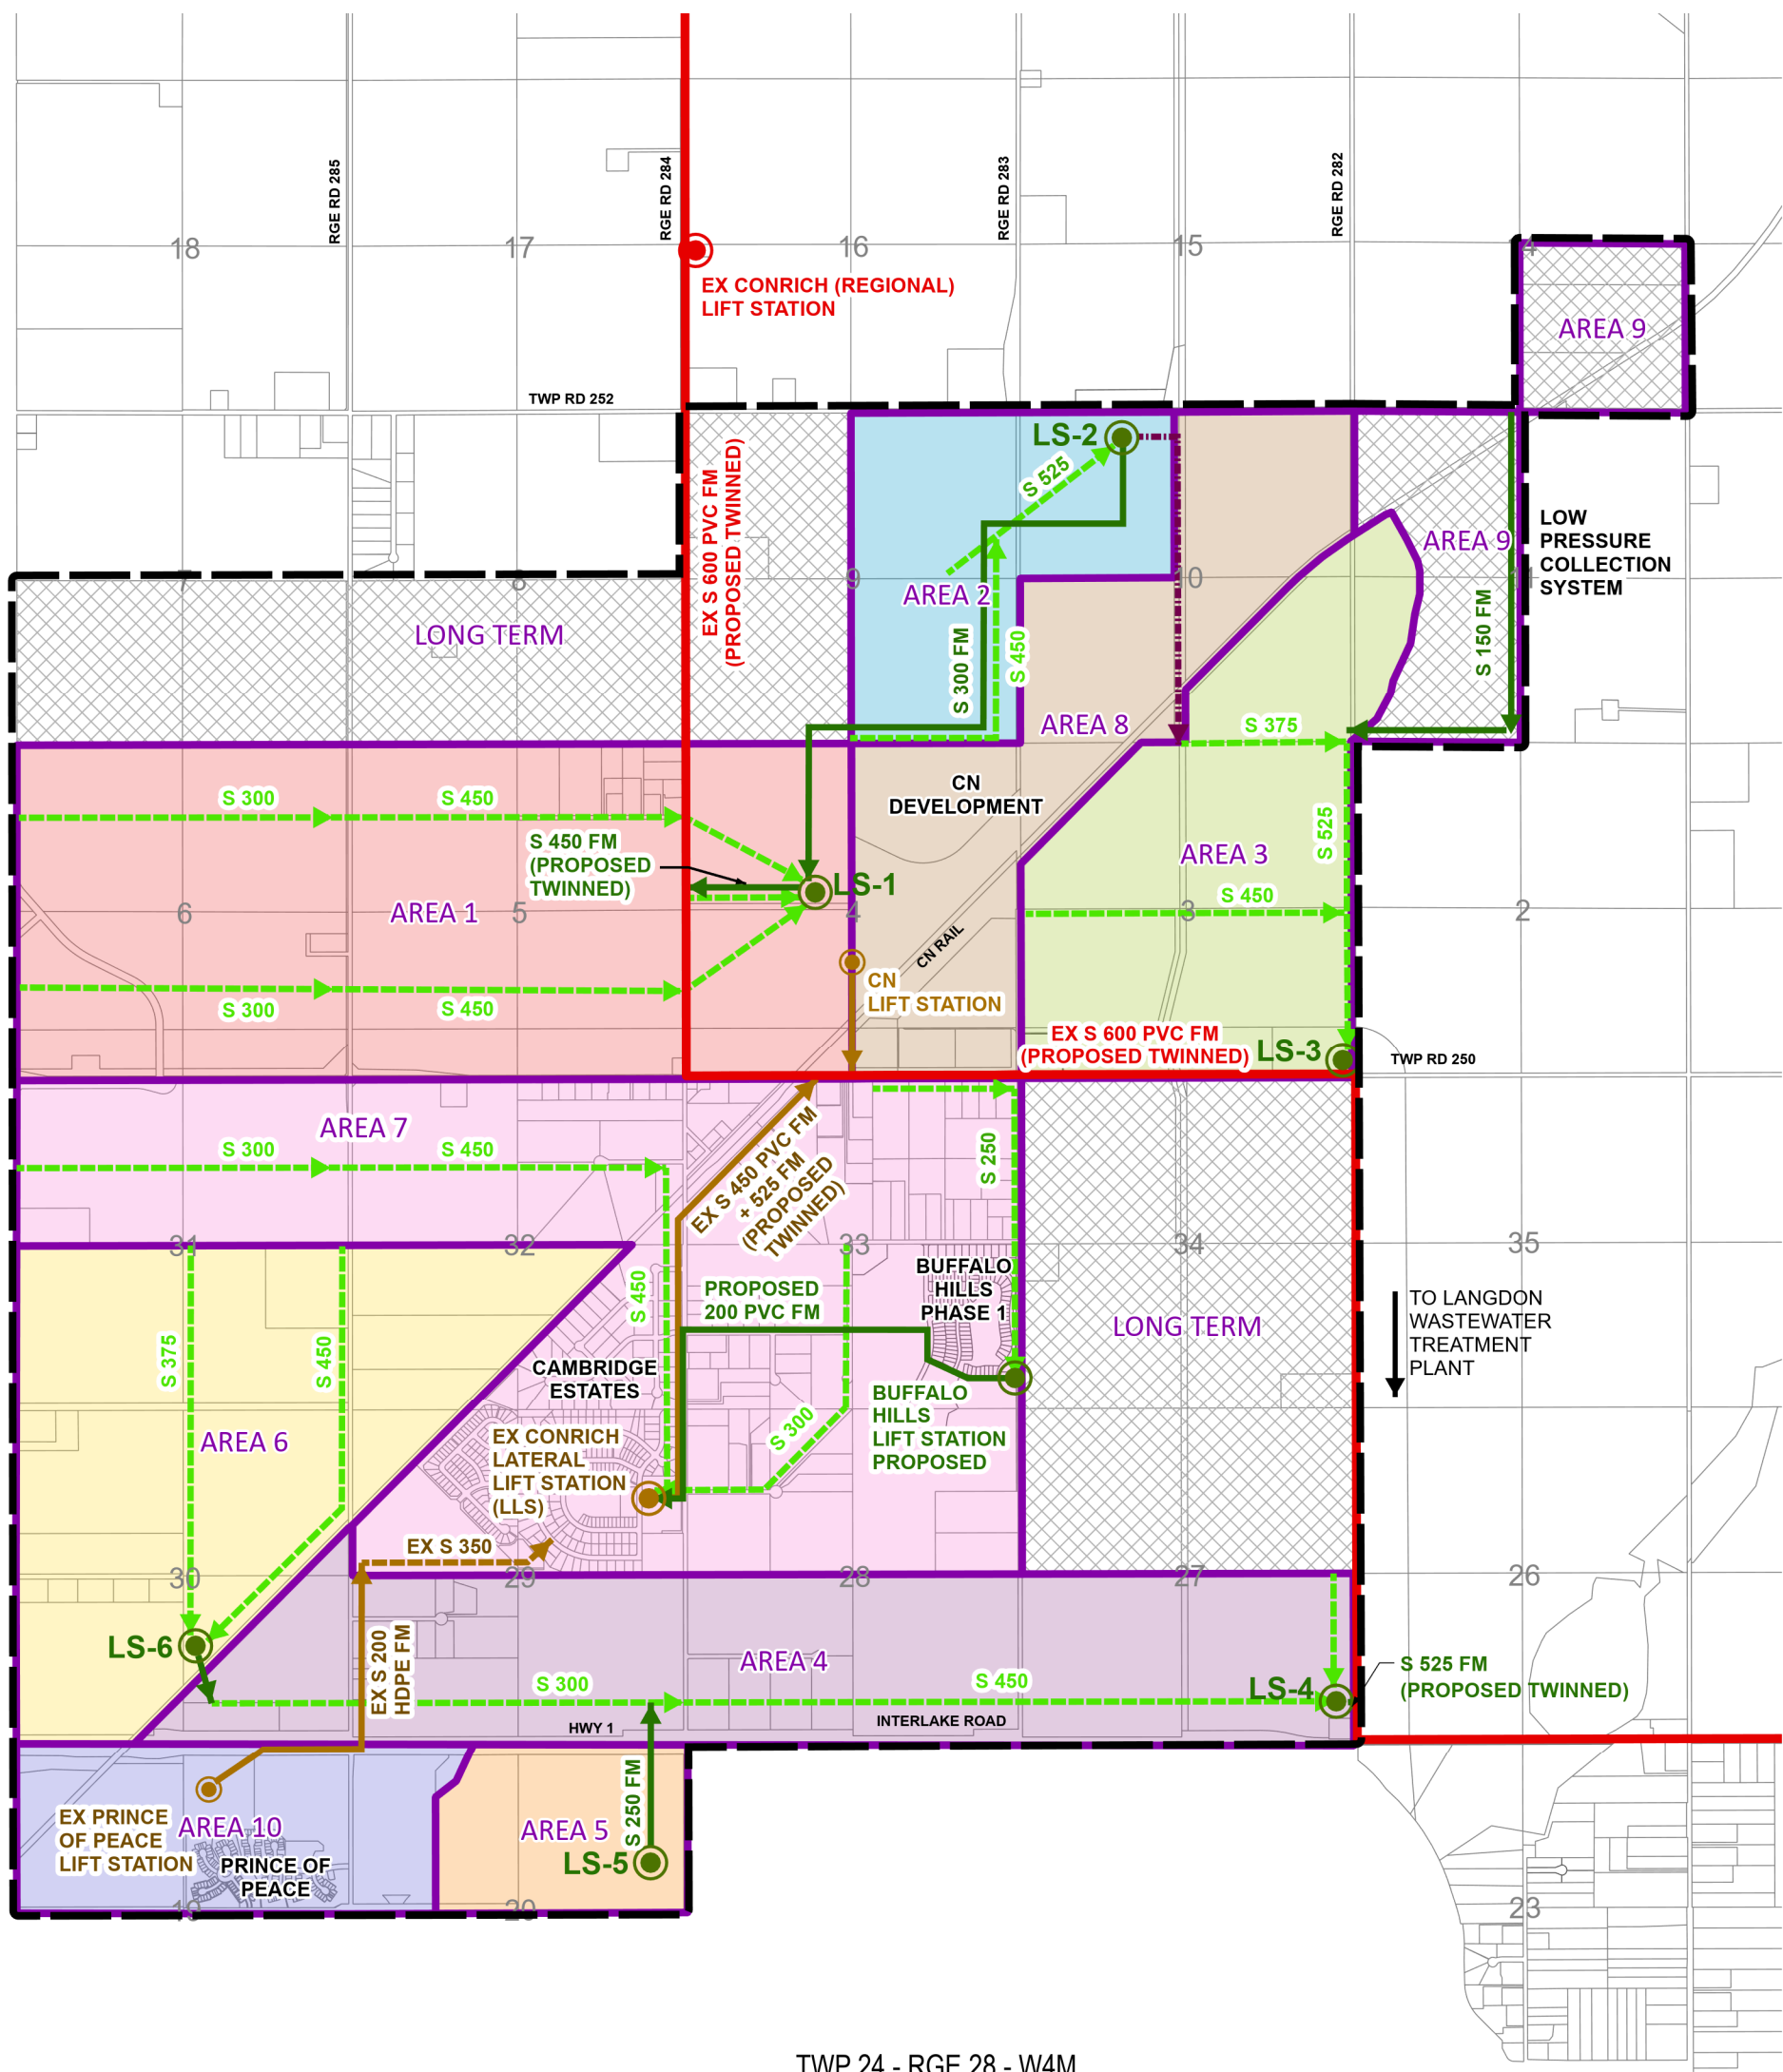 RGE RD 285
RGE RD 284
RGE RD 283
RGE RD 282
18
17
16
15
14
EX CONRICH (REGIONAL)
LIFT STATION
AREA 9
TWP RD 252
EX S 600 PVC FM
(PROPOSED TWINNED)
LS-2
S 525
LOW
PRESSURE
COLLECTION
SYSTEM
AREA 9
7
8
9
10
11
AREA 2
LONG TERM
S 300 FM
S 450
S 150 FM
AREA 8
S 375
CN
DEVELOPMENT
S 300
S 450
S 450 FM
(PROPOSED
TWINNED)
S 525
AREA 3
LS-1
S 450
6
AREA 1
5
4
3
2
CN RAIL
CN
LIFT STATION
S 300
S 450
EX S 600 PVC FM
(PROPOSED TWINNED)
LS-3
TWP RD 250
AREA 7
S 300
S 450
EX S 450 PVC FM
+ 525 FM
(PROPOSED
TWINNED)
S 250
31
32
33
34
35
BUFFALO
HILLS
PHASE 1
S 450
PROPOSED
200 PVC FM
TO LANGDON
WASTEWATER
TREATMENT
PLANT
LONG TERM
S 375
S 450
CAMBRIDGE
ESTATES
BUFFALO
HILLS
LIFT STATION
PROPOSED
S 300
AREA 6
EX CONRICH
LATERAL
LIFT STATION
(LLS)
EX S 350
30
29
28
27
26
LS-6
EX S 200
HDPE FM
AREA 4
S 300
S 450
LS-4
S 525 FM
(PROPOSED TWINNED)
HWY 1
INTERLAKE ROAD
EX PRINCE
OF PEACE
LIFT STATION
AREA 10
PRINCE OF
PEACE
AREA 5
S 250 FM
LS-5
19
20
23
TWP 24 - RGE 28 - W4M